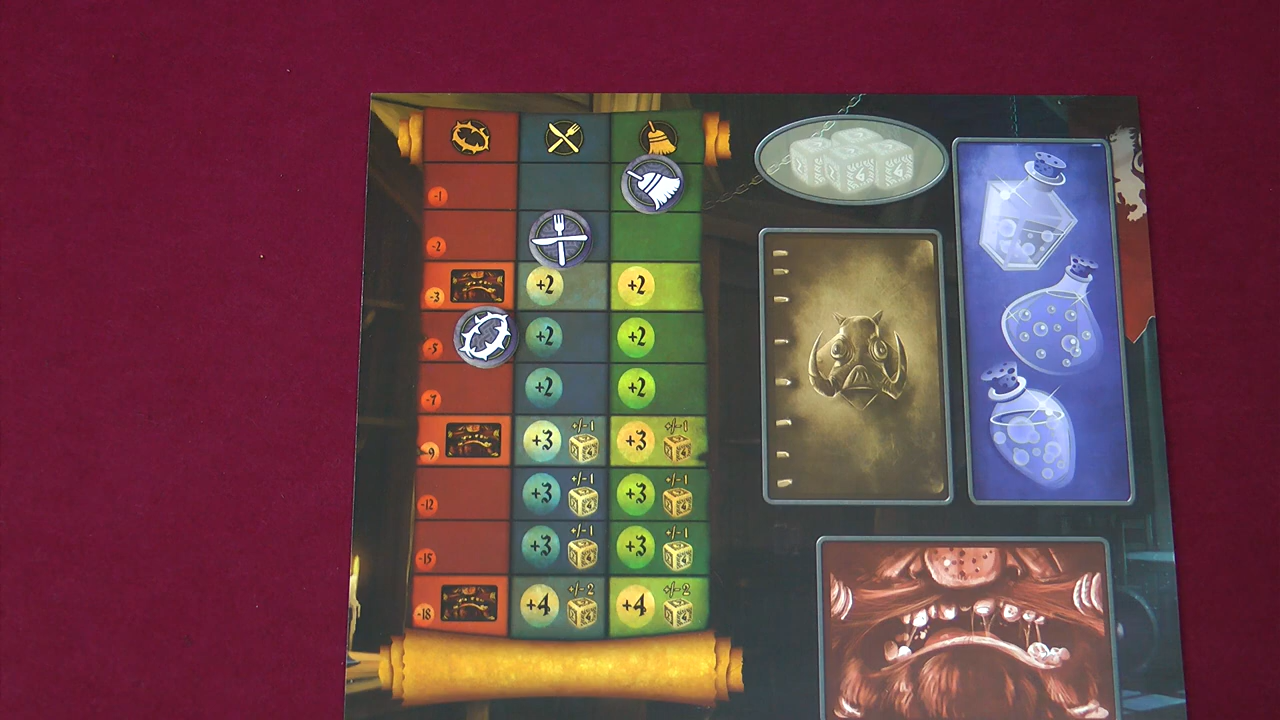 -1
-2
-3 +2 +2
-5 +2 +2
-7 +2 +2
-9 +3 +/-1 +3 +/-1
-12 +3 +/-1 +3 +/-1
-15 +3 +/-1 +3 +/-1
-18 +4 +/-2 +4 +/-2